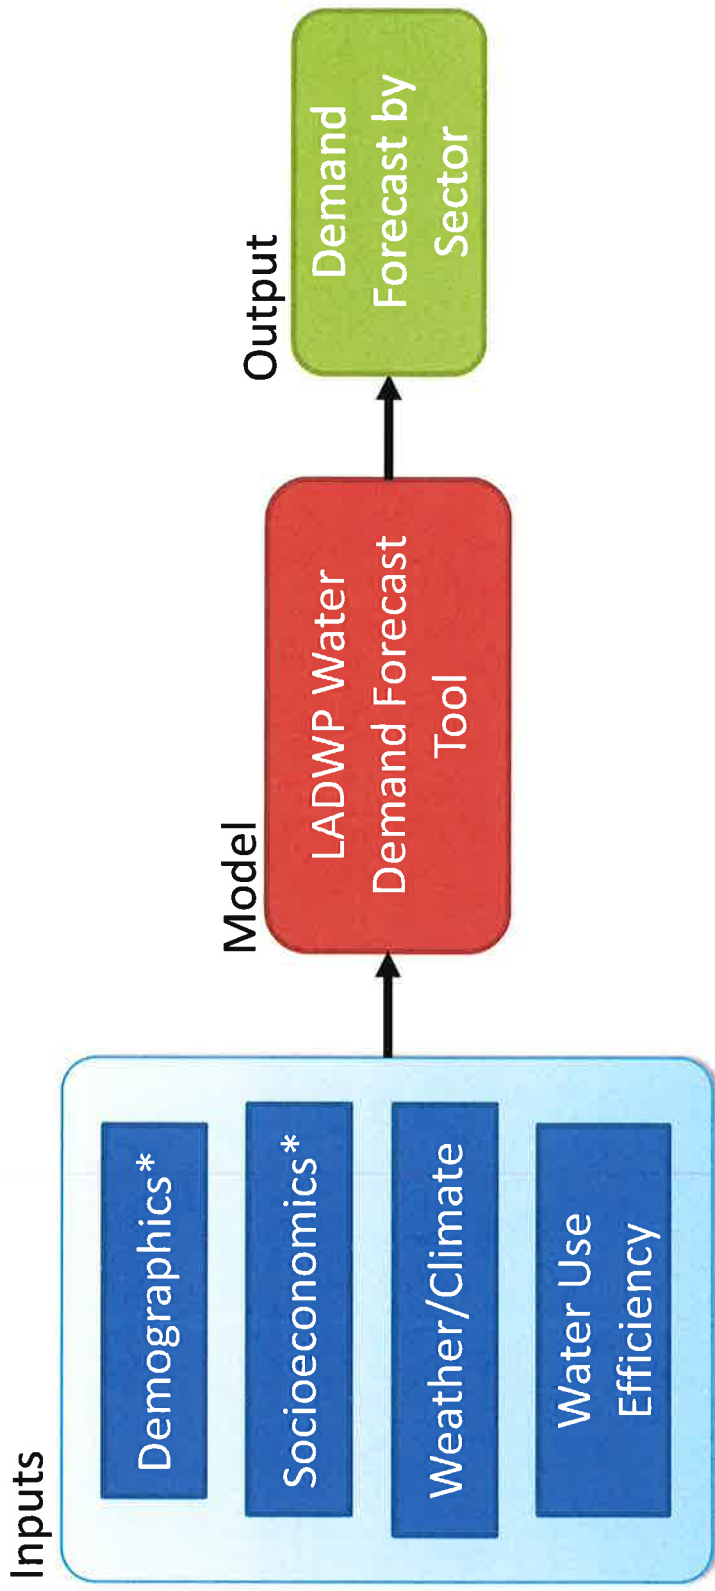 Inputs
Demographics*
Socioeconomics*
Weather/Climate
Water Use
Efficiency
Model
LADWP Water
Demand Forecast
Tool
Output
Demand
Forecast by
Sector